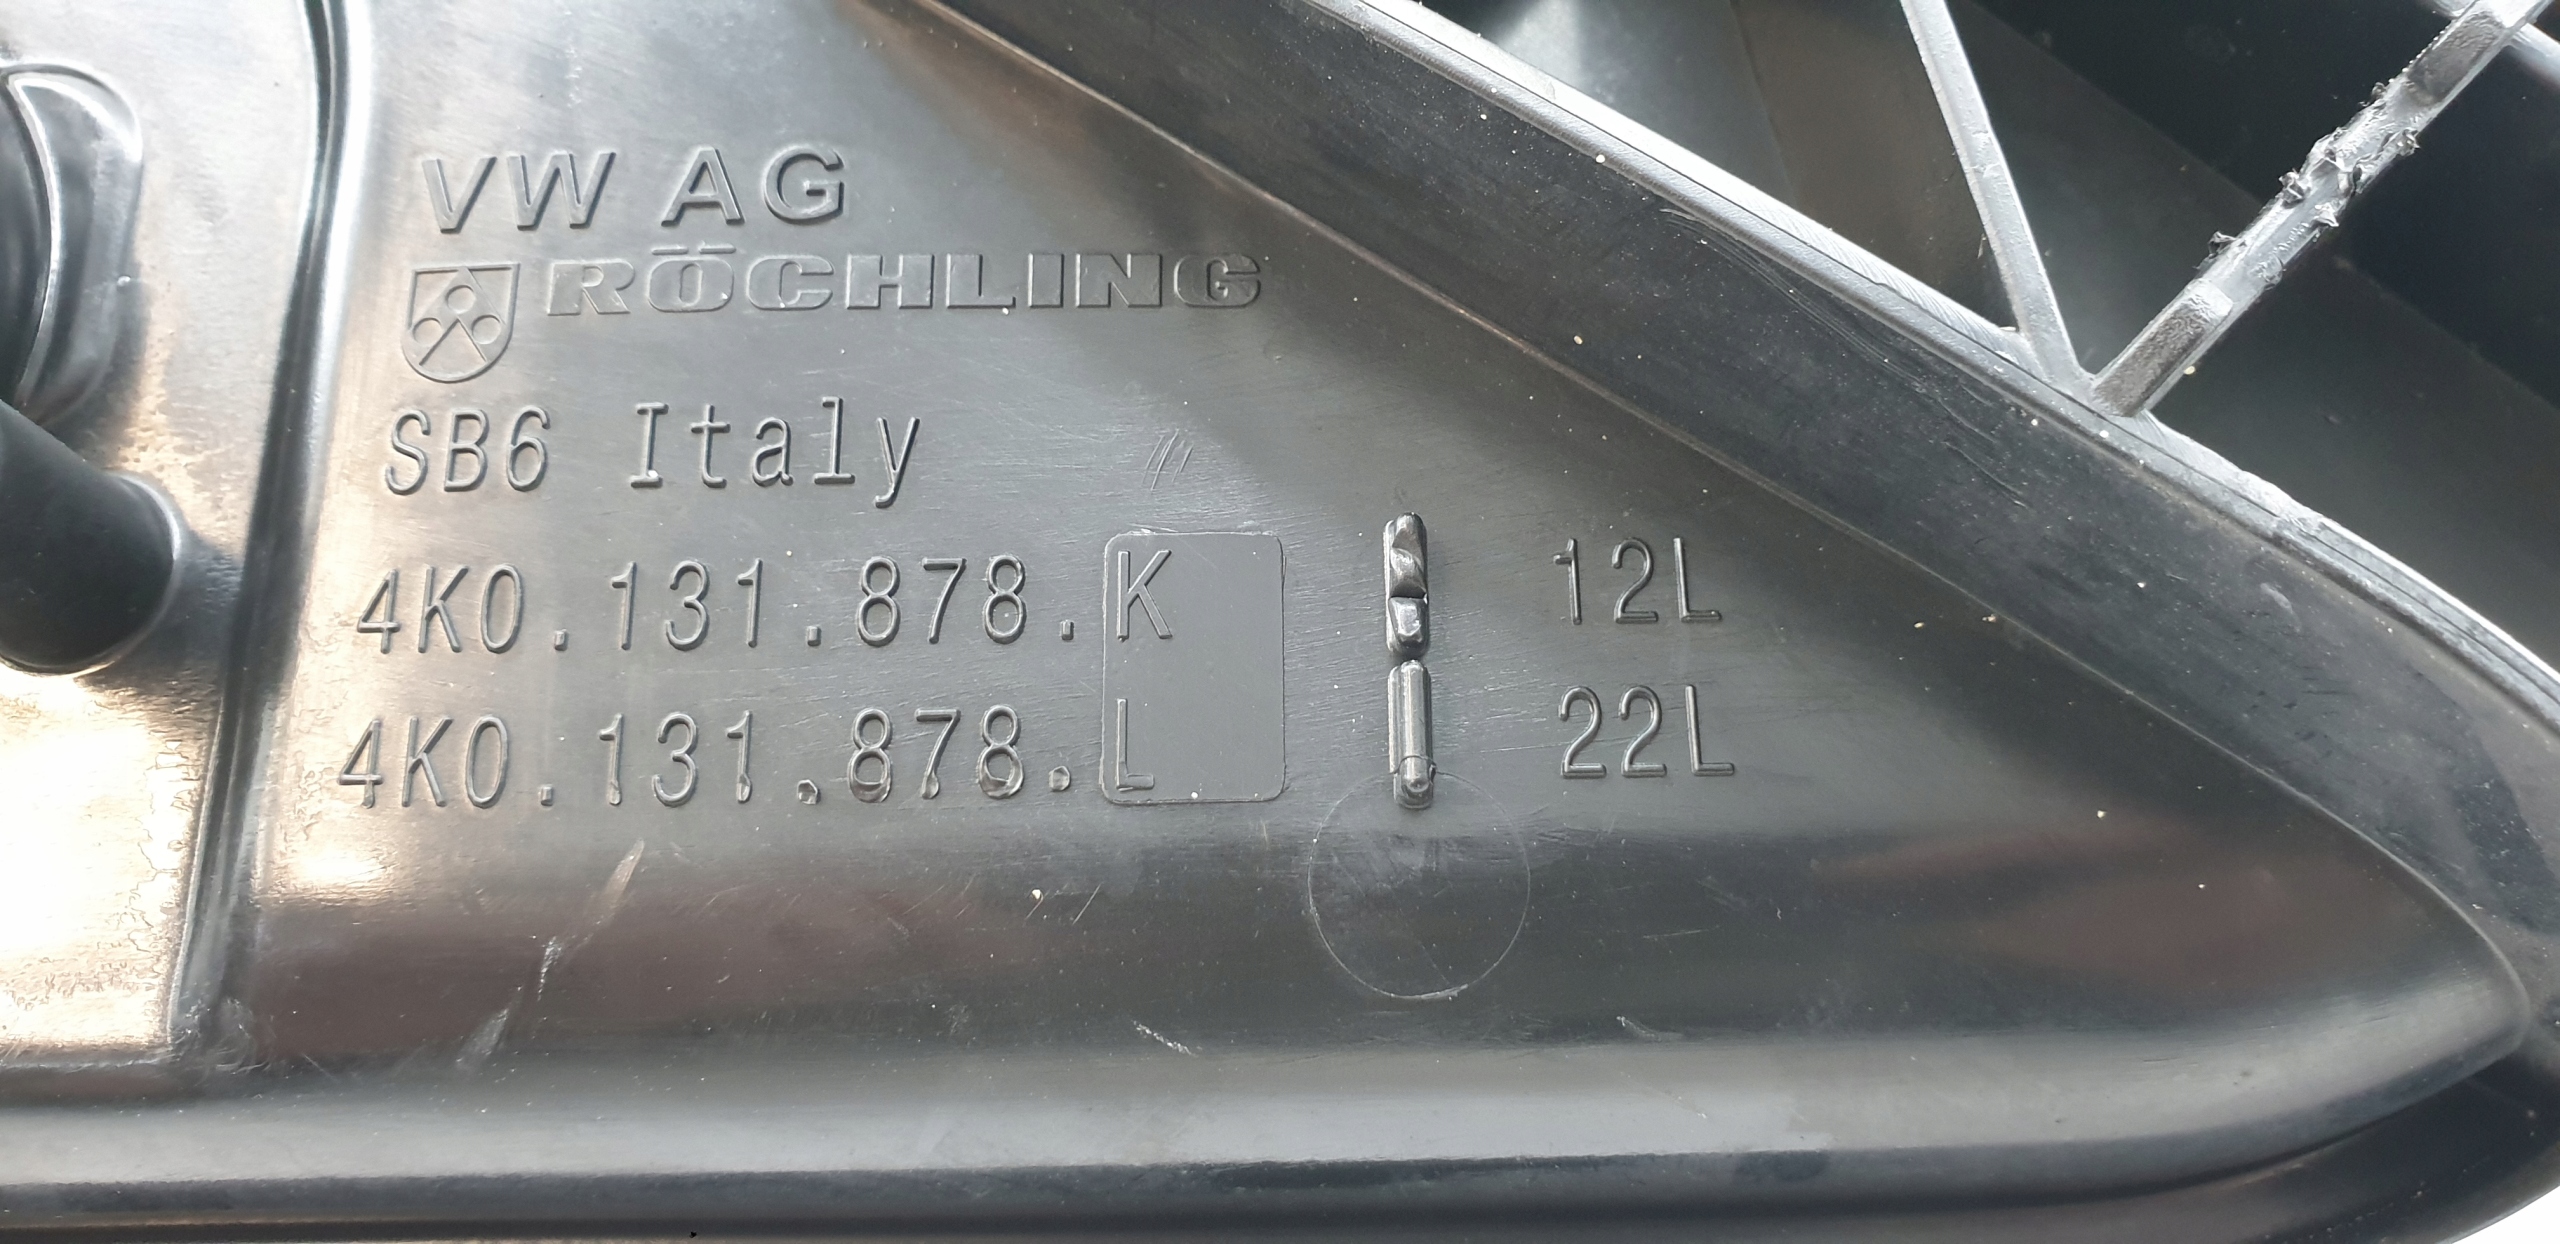 VW AG
RÖCHLING
SB6 Italy
4K0.131.878.K 12L
4K0.131.878.L 22L